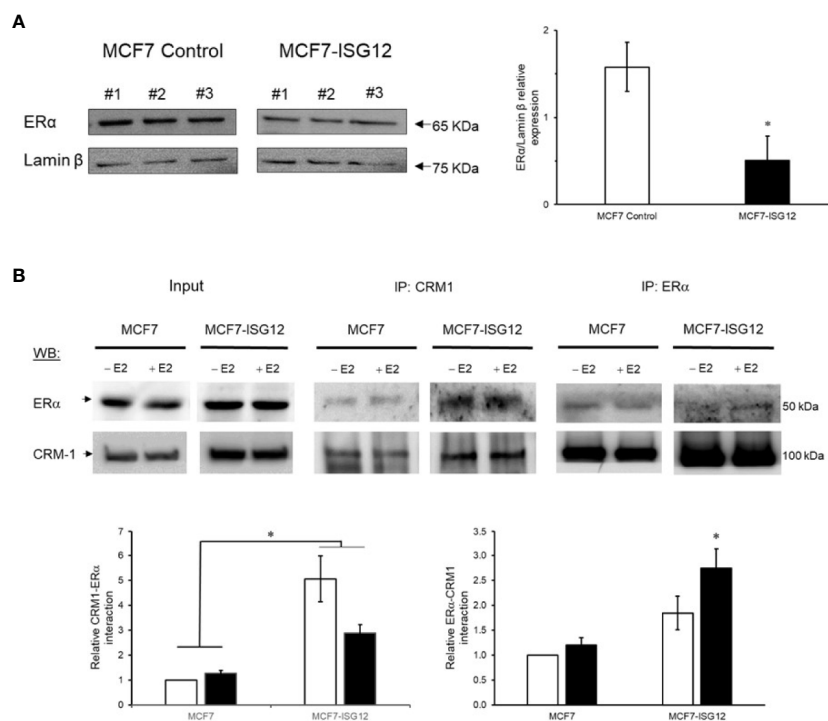 A
MCF7 Control
MCF7-ISG12
#1 #2 #3
#1 #2 #3
ERα
65 KDa
Lamin β
75 KDa
ERα/Lamin β relative
expression
2
1
0
MCF7 Control
MCF7-ISG12
*
B
Input
IP: CRM1
IP: ERα
MCF7
MCF7-ISG12
MCF7
MCF7-ISG12
MCF7
MCF7-ISG12
WB:
– E2 + E2 – E2 + E2 – E2 + E2 – E2 + E2 – E2 + E2 – E2 + E2
ERα
50 kDa
CRM-1
100 kDa
Relative CRM1-ERα
interaction
7
6
5
4
3
2
1
0
*
MCF7
MCF7-ISG12
Relative ERα-CRM1
interaction
3.5
3.0
2.5
2.0
1.5
1.0
0.5
0.0
*
MCF7
MCF7-ISG12